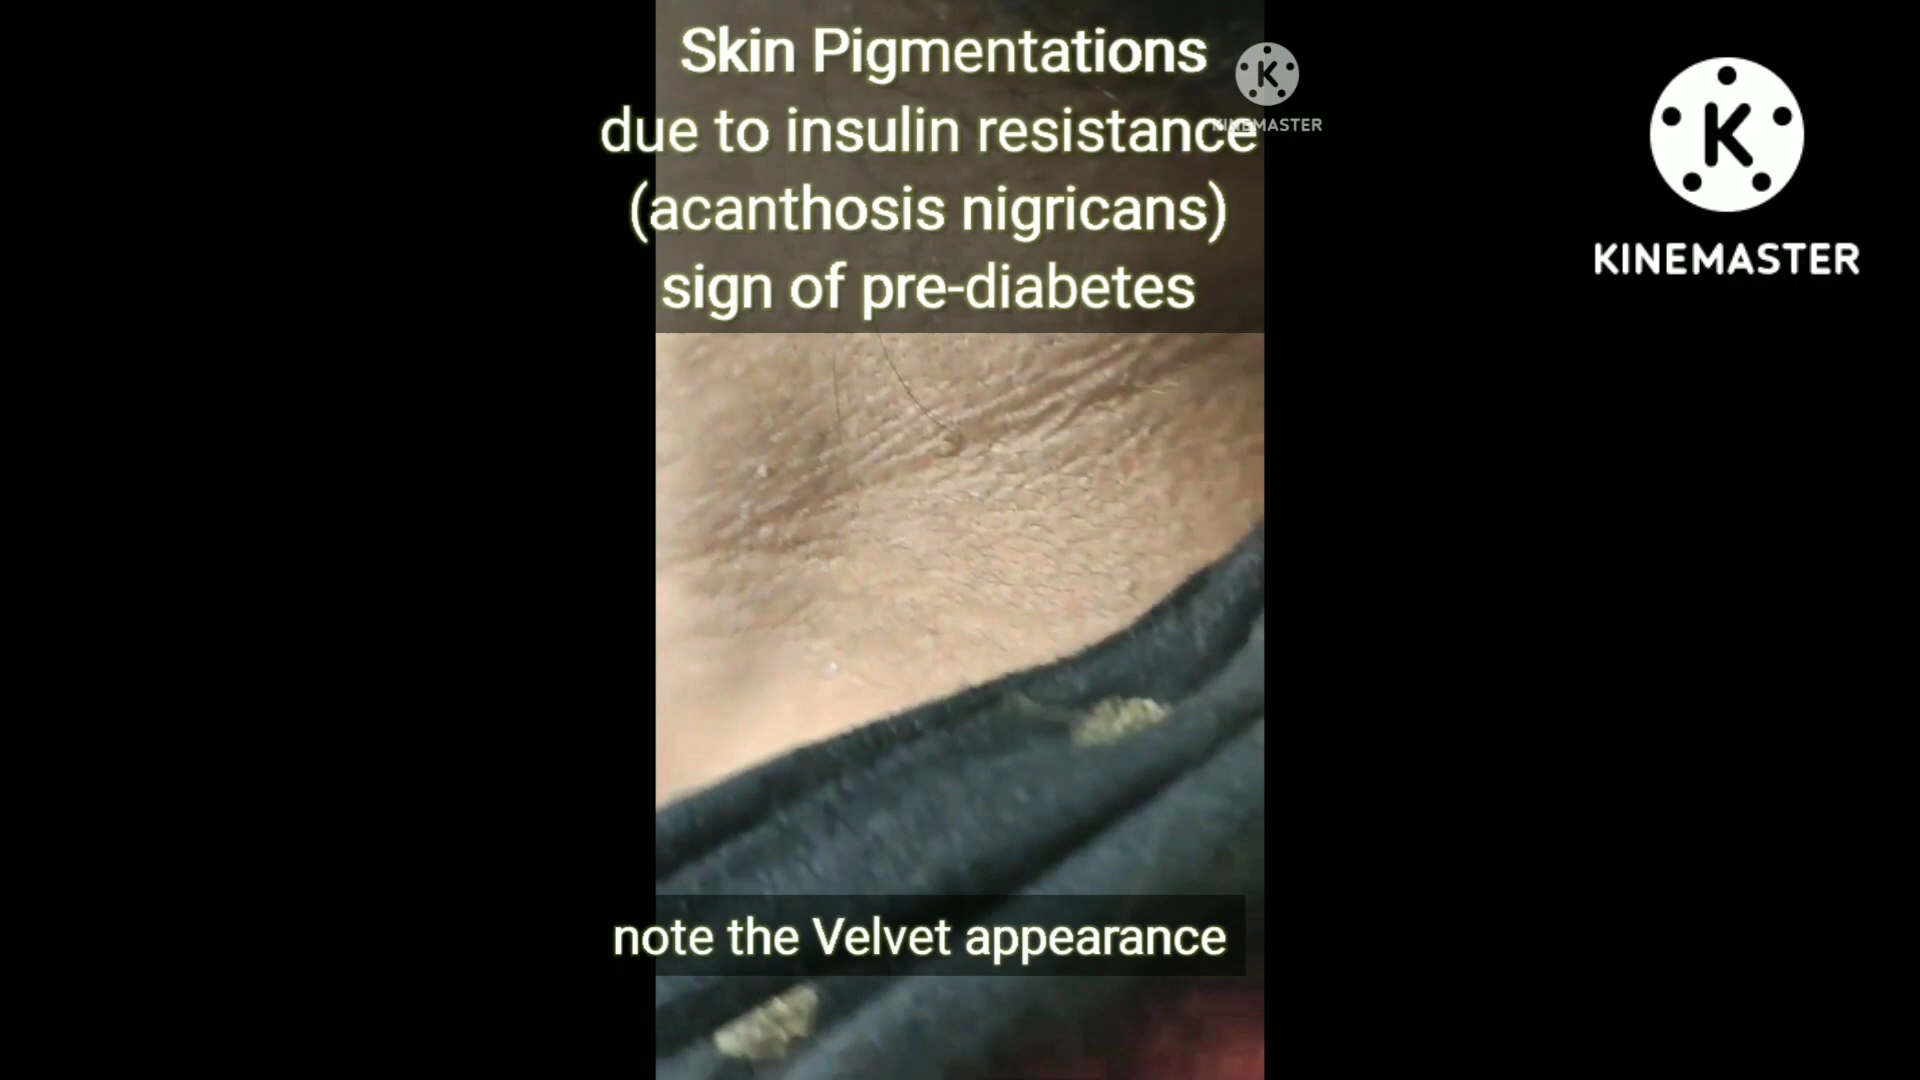 Skin Pigmentations
due to insulin resistance
(acanthosis nigricans)
sign of pre-diabetes
K
KINEMASTER
K
KINEMASTER
note the Velvet appearance